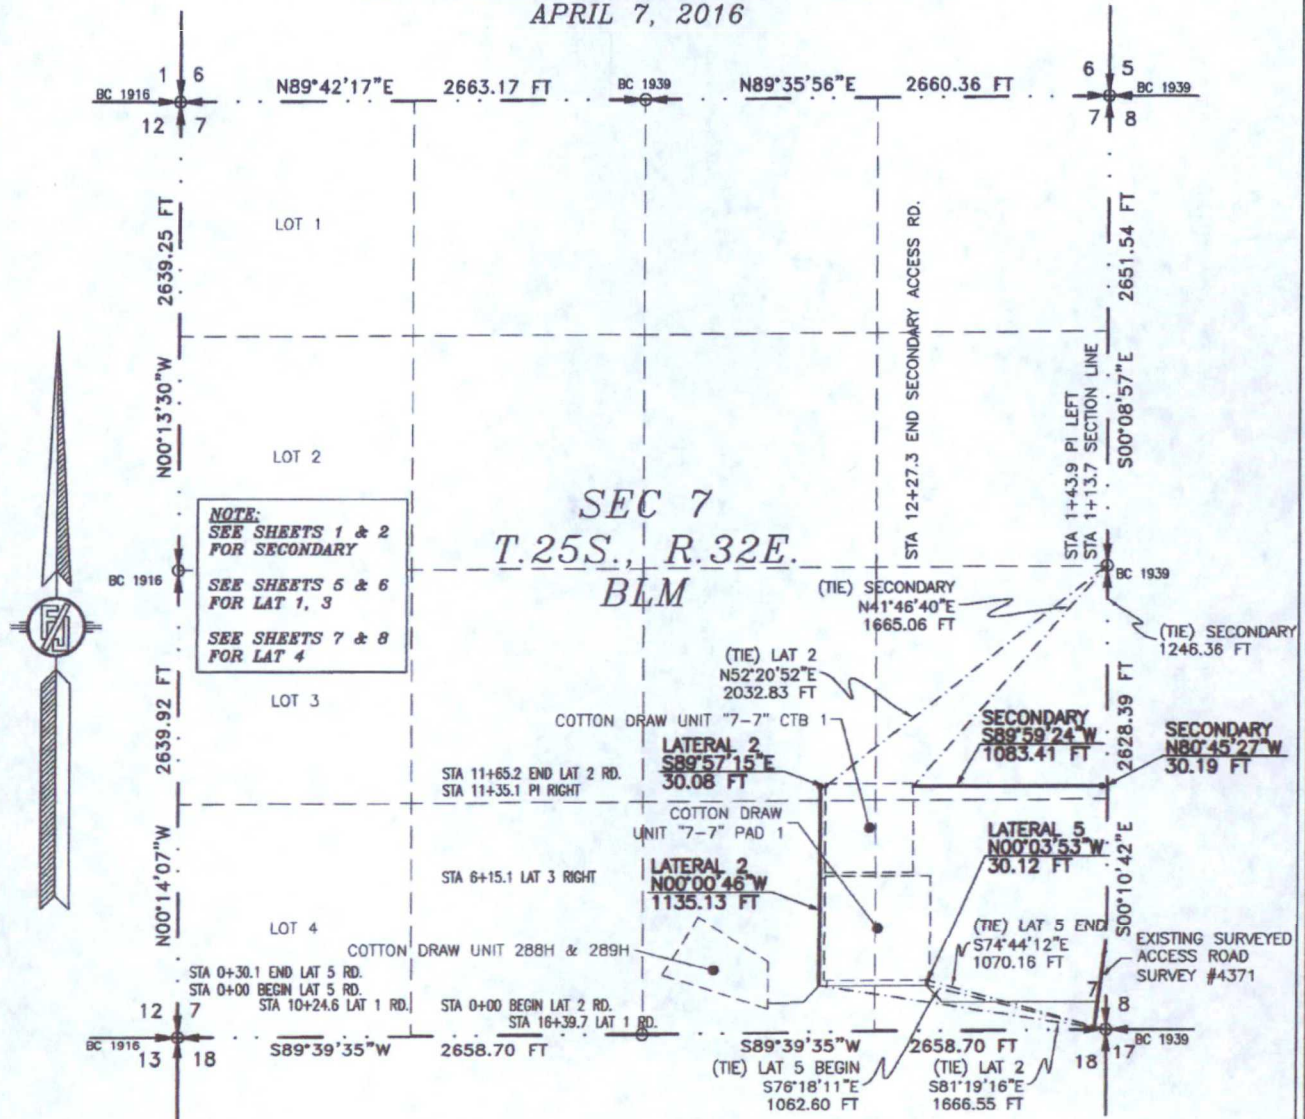 APRIL 7, 2016
1 6
12 7
BC 1916
N89°42'17"E 2663.17 FT
BC 1939
N89°35'56"E 2660.36 FT
6 5
7 8
BC 1939
2639.25 FT
N00°13'30"W
LOT 1
LOT 2
STA 12+27.3 END SECONDARY ACCESS RD.
STA 1+43.9 PI LEFT
STA 1+13.7 SECTION LINE
2651.54 FT
S00°08'57"E
NOTE:
SEE SHEETS 1 & 2
FOR SECONDARY
SEE SHEETS 5 & 6
FOR LAT 1, 3
SEE SHEETS 7 & 8
FOR LAT 4
SEC 7
T.25S., R.32E.
BLM
BC 1916
BC 1939
(TIE) SECONDARY
N41°46'40"E
1665.06 FT
(TIE) SECONDARY
1246.36 FT
(TIE) LAT 2
N52°20'52"E
2032.83 FT
2639.92 FT
N00°14'07"W
LOT 3
COTTON DRAW UNIT "7-7" CTB 1
SECONDARY
S89°59'24"W
1083.41 FT
2628.39 FT
S00°10'42"E
SECONDARY
N80°45'27"W
30.19 FT
LATERAL 2
S89°57'15"E
30.08 FT
STA 11+65.2 END LAT 2 RD.
STA 11+35.1 PI RIGHT
COTTON DRAW
UNIT "7-7" PAD 1
LATERAL 5
N00°03'53"W
30.12 FT
STA 6+15.1 LAT 3 RIGHT
LATERAL 2
N00°00'46"W
1135.13 FT
LOT 4
COTTON DRAW UNIT 288H & 289H
(TIE) LAT 5 END
S74°44'12"E
1070.16 FT
EXISTING SURVEYED
ACCESS ROAD
SURVEY #4371
STA 0+30.1 END LAT 5 RD.
STA 0+00 BEGIN LAT 5 RD.
STA 10+24.6 LAT 1 RD.
STA 0+00 BEGIN LAT 2 RD.
STA 16+39.7 LAT 1 RD.
12 7
13 18
BC 1916
S89°39'35"W 2658.70 FT
S89°39'35"W 2658.70 FT
7 8
18 17
BC 1939
(TIE) LAT 5 BEGIN
S76°18'11"E
1062.60 FT
(TIE) LAT 2
S81°19'16"E
1666.55 FT